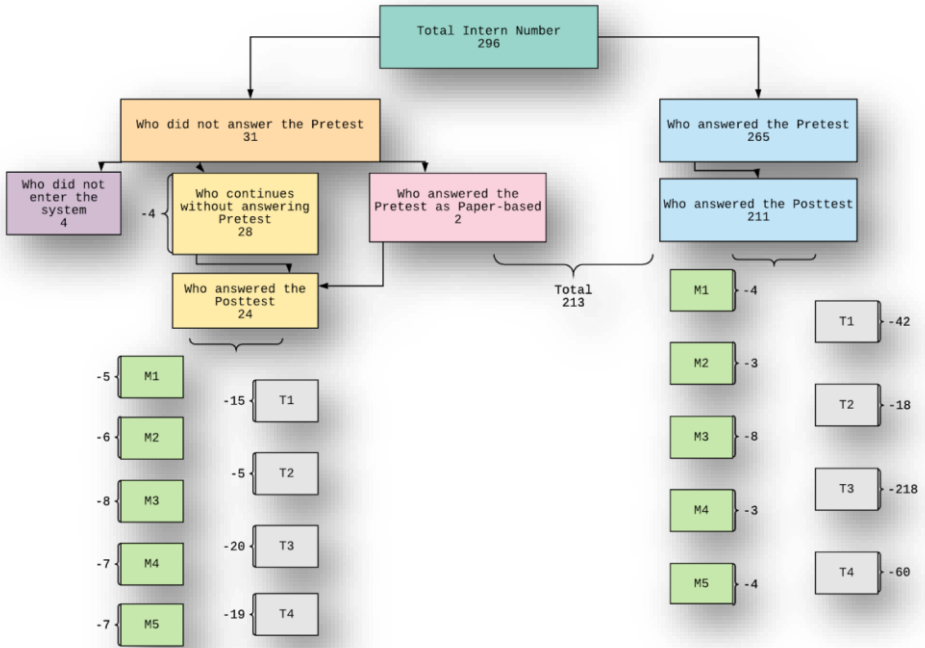 Total Intern Number
296
Who did not answer the Pretest
31
Who answered the Pretest
265
Who did not
enter the
system
4
-4
Who continues
without answering
Pretest
28
Who answered the
Pretest as Paper-based
2
Who answered the Posttest
211
Who answered the
Posttest
24
Total
213
M1
-4
T1
-42
M2
-3
T2
-18
M3
-8
T3
-218
M4
-3
T4
-60
M5
-4
-5
M1
-15
T1
-6
M2
-5
T2
-8
M3
-20
T3
-7
M4
-19
T4
-7
M5